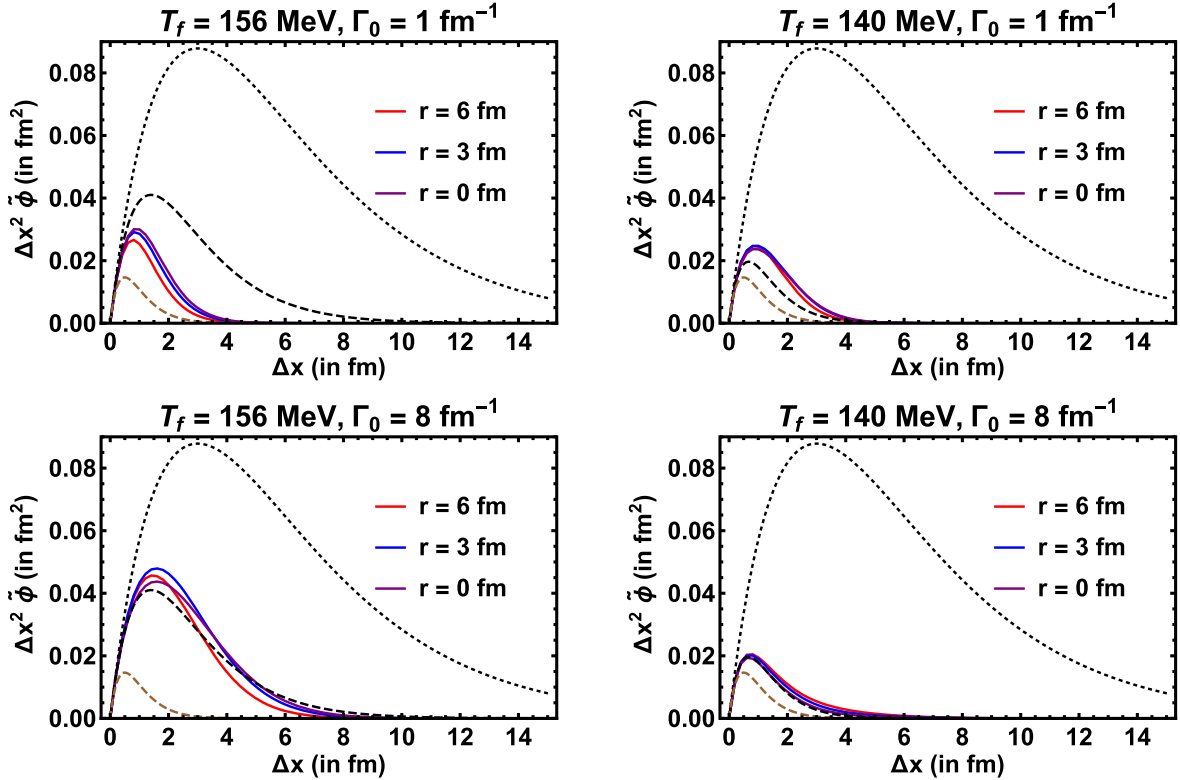 T_f = 156 MeV, Γ₀ = 1 fm⁻¹
Δx² φ̃ (in fm²)
0.08
0.06
0.04
0.02
0.00
r = 6 fm
r = 3 fm
r = 0 fm
0 2 4 6 8 10 12 14
Δx (in fm)
T_f = 140 MeV, Γ₀ = 1 fm⁻¹
Δx² φ̃ (in fm²)
0.08
0.06
0.04
0.02
0.00
r = 6 fm
r = 3 fm
r = 0 fm
0 2 4 6 8 10 12 14
Δx (in fm)
T_f = 156 MeV, Γ₀ = 8 fm⁻¹
Δx² φ̃ (in fm²)
0.08
0.06
0.04
0.02
0.00
r = 6 fm
r = 3 fm
r = 0 fm
0 2 4 6 8 10 12 14
Δx (in fm)
T_f = 140 MeV, Γ₀ = 8 fm⁻¹
Δx² φ̃ (in fm²)
0.08
0.06
0.04
0.02
0.00
r = 6 fm
r = 3 fm
r = 0 fm
0 2 4 6 8 10 12 14
Δx (in fm)